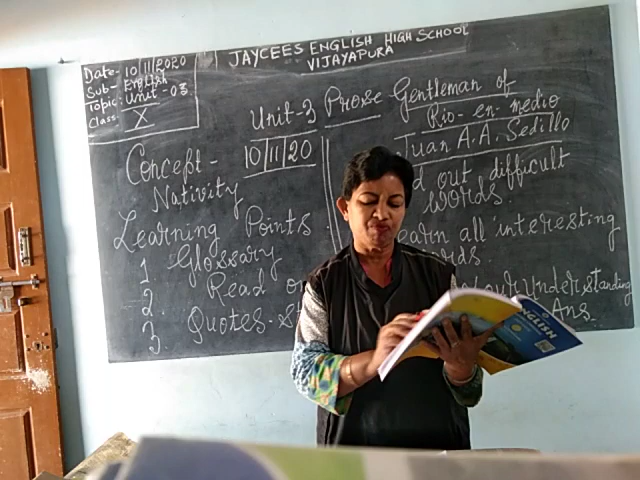 Date- 10/11/2020
Sub- English
Topic: Unit - 03
Class- X
JAYCEES ENGLISH HIGH SCHOOL
VIJAYAPURA
Unit-3 Prose Gentleman of
Rio-en-medio
10/11/20
Juan A.A. Sedillo
Concept-
Nativity
Learning Points
1 Glossary
2. Read
3. Quotes-
out difficult
words.
all interesting
Understanding
Ans.
ENGLISH